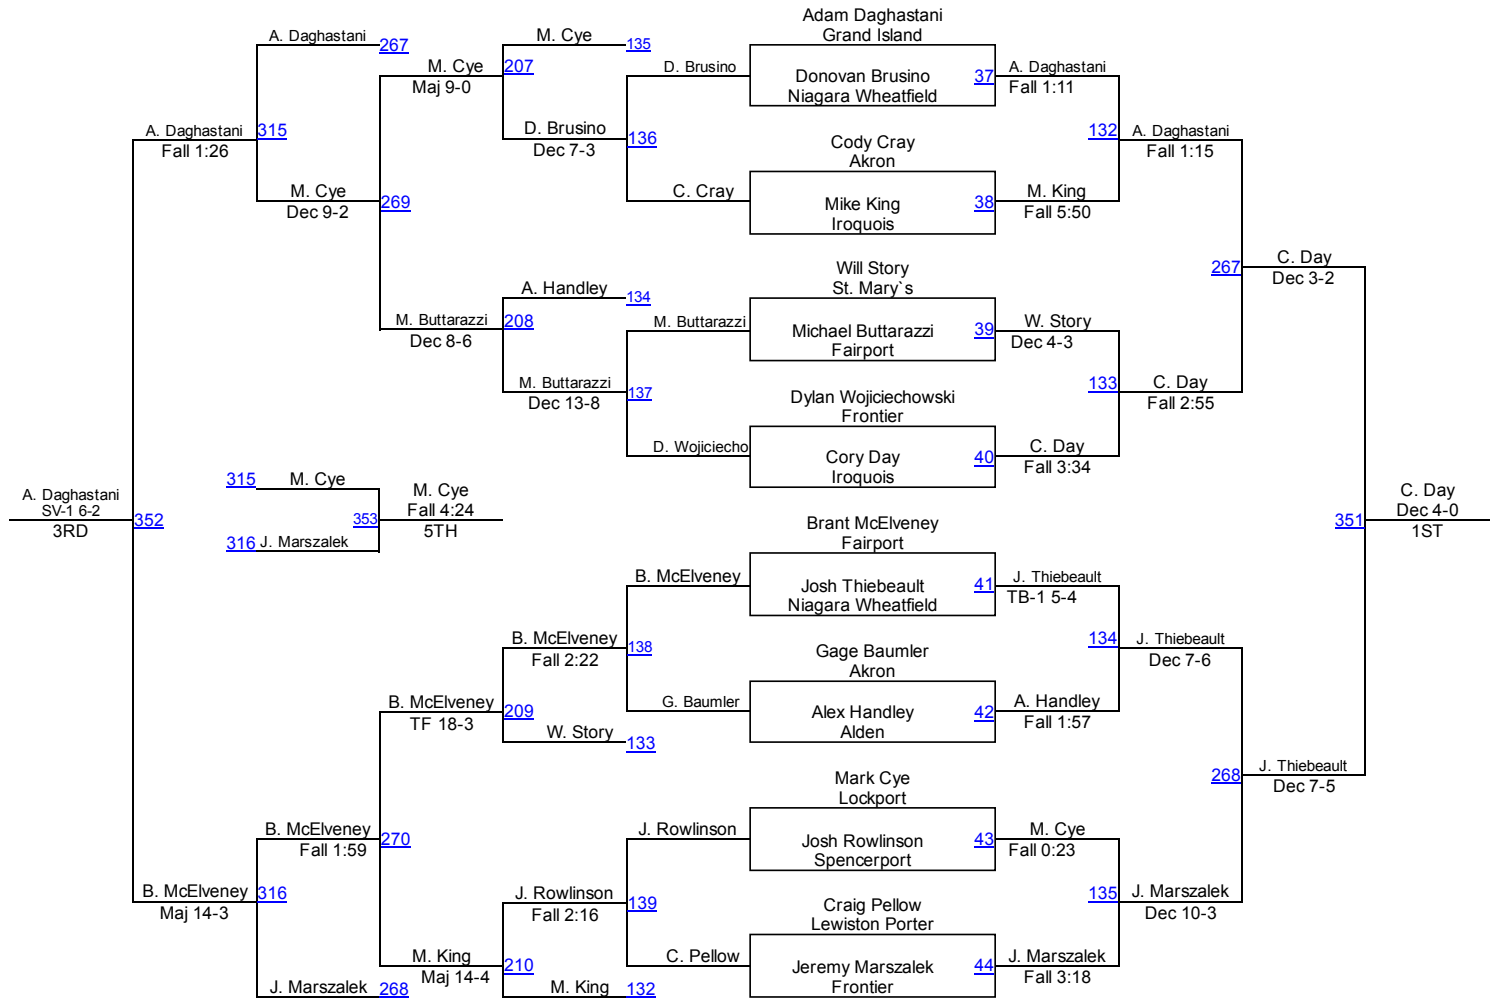 Adam Daghastani
Grand Island
A. Daghastani 267
M. Cye 135
M. Cye 207
Maj 9-0
D. Brusino
Donovan Brusino 37
Niagara Wheatfield
A. Daghastani
Fall 1:11
A. Daghastani 315
Fall 1:26
D. Brusino 136
Dec 7-3
Cody Cray
Akron
132 A. Daghastani
Fall 1:15
M. Cye 269
Dec 9-2
C. Cray
Mike King 38
Iroquois
M. King
Fall 5:50
Will Story
St. Mary`s
267 C. Day
Dec 3-2
A. Handley 134
M. Buttarazzi 208
Dec 8-6
M. Buttarazzi
Michael Buttarazzi 39
Fairport
W. Story
Dec 4-3
M. Buttarazzi 137
Dec 13-8
Dylan Wojiciechowski
Frontier
133 C. Day
Fall 2:55
D. Wojiciecho
Cory Day 40
Iroquois
C. Day
Fall 3:34
315 M. Cye
A. Daghastani
SV-1 6-2
3RD
352
353
M. Cye
Fall 4:24
5TH
316 J. Marszalek
Brant McElveney
Fairport
351
C. Day
Dec 4-0
1ST
B. McElveney
Josh Thiebeault 41
Niagara Wheatfield
J. Thiebeault
TB-1 5-4
B. McElveney 138
Fall 2:22
Gage Baumler
Akron
134 J. Thiebeault
Dec 7-6
B. McElveney 209
TF 18-3
G. Baumler
Alex Handley 42
Alden
A. Handley
Fall 1:57
W. Story 133
Mark Cye
Lockport
268 J. Thiebeault
Dec 7-5
B. McElveney 270
Fall 1:59
J. Rowlinson
Josh Rowlinson 43
Spencerport
M. Cye
Fall 0:23
B. McElveney 316
Maj 14-3
J. Rowlinson 139
Fall 2:16
Craig Pellow
Lewiston Porter
135 J. Marszalek
Dec 10-3
M. King 210
Maj 14-4
C. Pellow
Jeremy Marszalek 44
Frontier
J. Marszalek
Fall 3:18
J. Marszalek 268
M. King 132